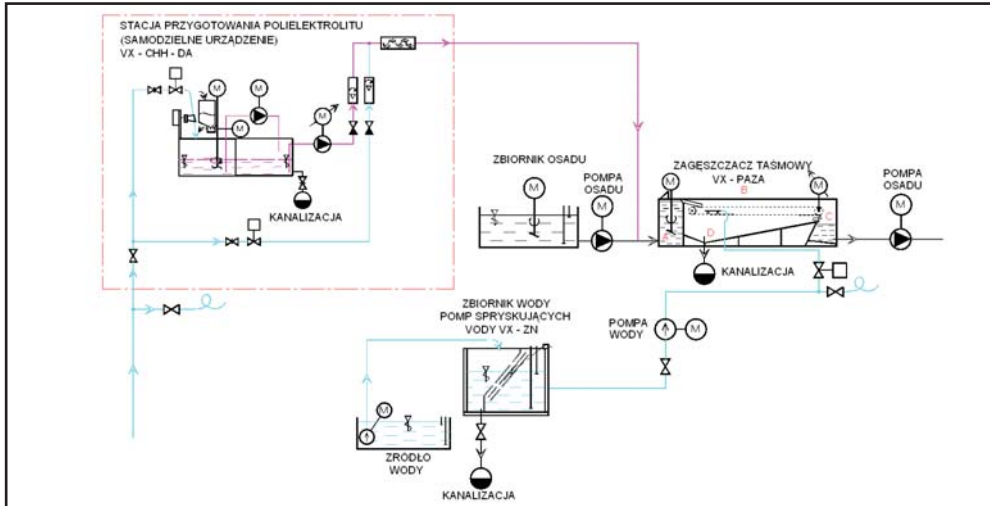 STACJA PRZYGOTOWANIA POLIELEKTROLITU
(SAMODZIELNE URZĄDZENIE)
VX - CHH - DA
M
M
M
M
KANALIZACJA
ZBIORNIK OSADU
M
POMPA
OSADU
M
ZAGĘSZCZACZ TAŚMOWY
VX - PAZA
B
M
M
A
D
C
KANALIZACJA
POMPA
OSADU
M
ZBIORNIK WODY
POMP SPRYSKUJĄCYCH
VODY VX - ZN
POMPA
WODY
M
M
ŹRÓDŁO
WODY
KANALIZACJA